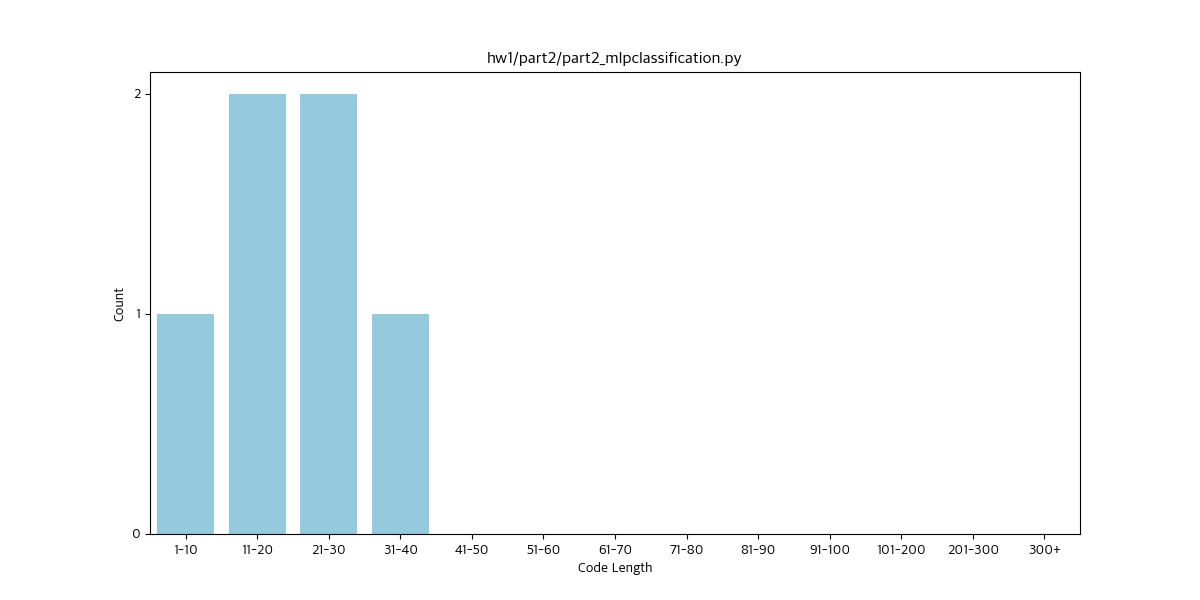 hw1/part2/part2_mlpclassification.py
2
1
0
Count
1-10 11-20 21-30 31-40 41-50 51-60 61-70 71-80 81-90 91-100 101-200 201-300 300+
Code Length